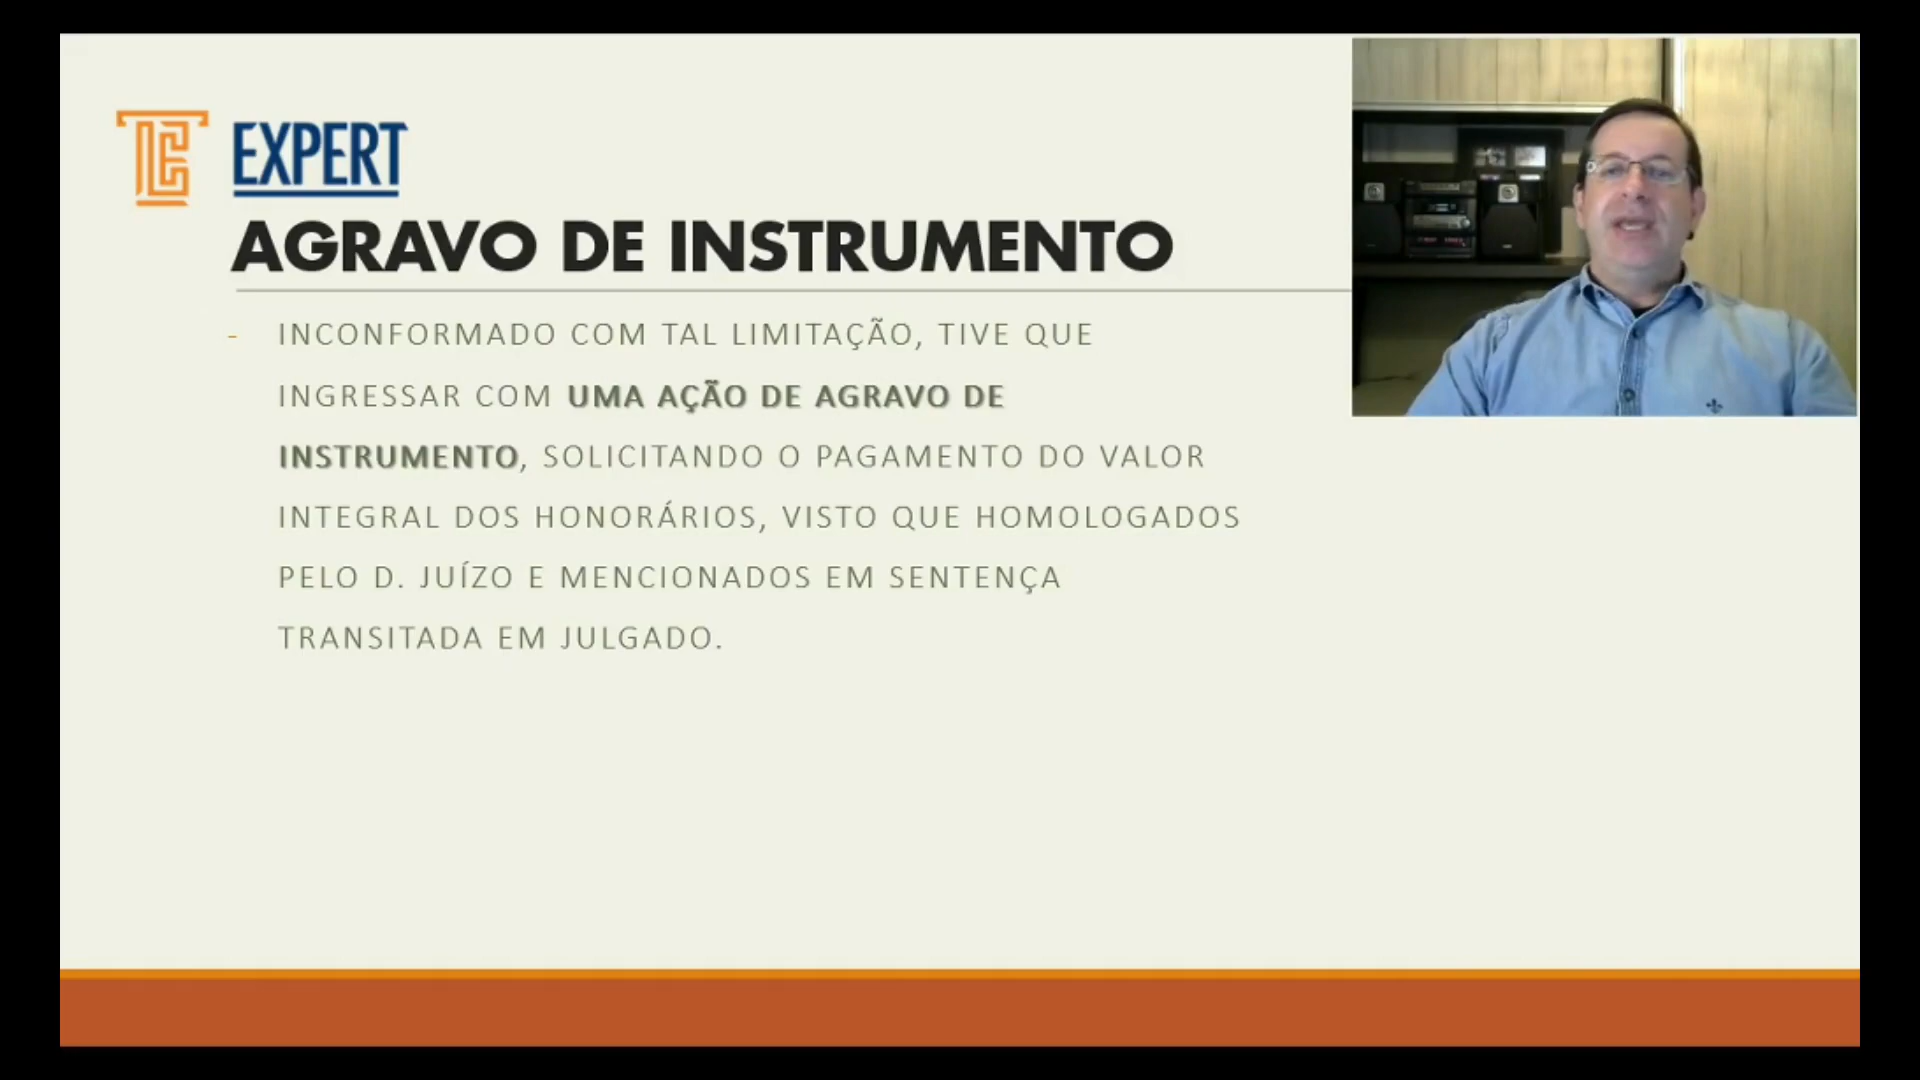 EXPERT
AGRAVO DE INSTRUMENTO
- INCONFORMADO COM TAL LIMITAÇÃO, TIVE QUE
INGRESSAR COM UMA AÇÃO DE AGRAVO DE
INSTRUMENTO, SOLICITANDO O PAGAMENTO DO VALOR
INTEGRAL DOS HONORÁRIOS, VISTO QUE HOMOLOGADOS
PELO D. JUÍZO E MENCIONADOS EM SENTENÇA
TRANSITADA EM JULGADO.